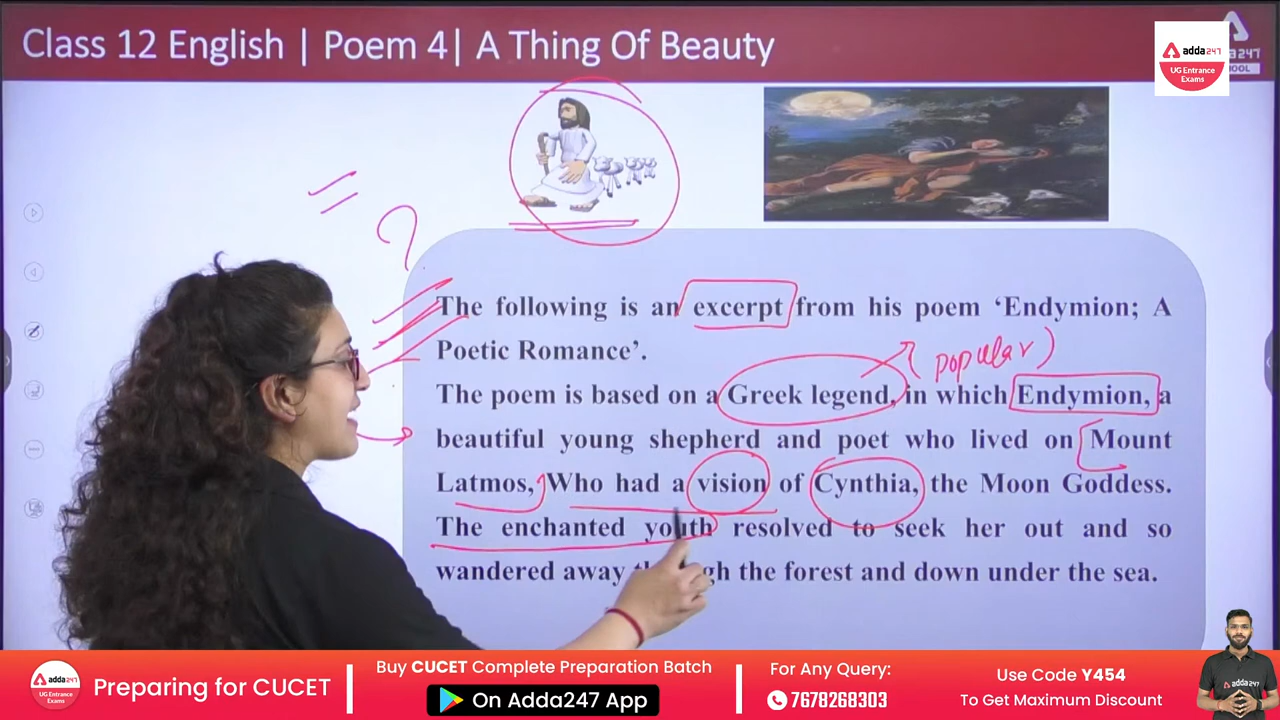 Class 12 English | Poem 4| A Thing Of Beauty
adda247
UG Entrance
Exams
The following is an excerpt from his poem ‘Endymion; A
Poetic Romance’.
(popular)
The poem is based on a Greek legend, in which Endymion, a
beautiful young shepherd and poet who lived on Mount
Latmos, Who had a vision of Cynthia, the Moon Goddess.
The enchanted youth resolved to seek her out and so
wandered away the forest and down under the sea.
adda247
UG Entrance
Exams
Preparing for CUCET
Buy CUCET Complete Preparation Batch
On Adda247 App
For Any Query:
7678268303
Use Code Y454
To Get Maximum Discount